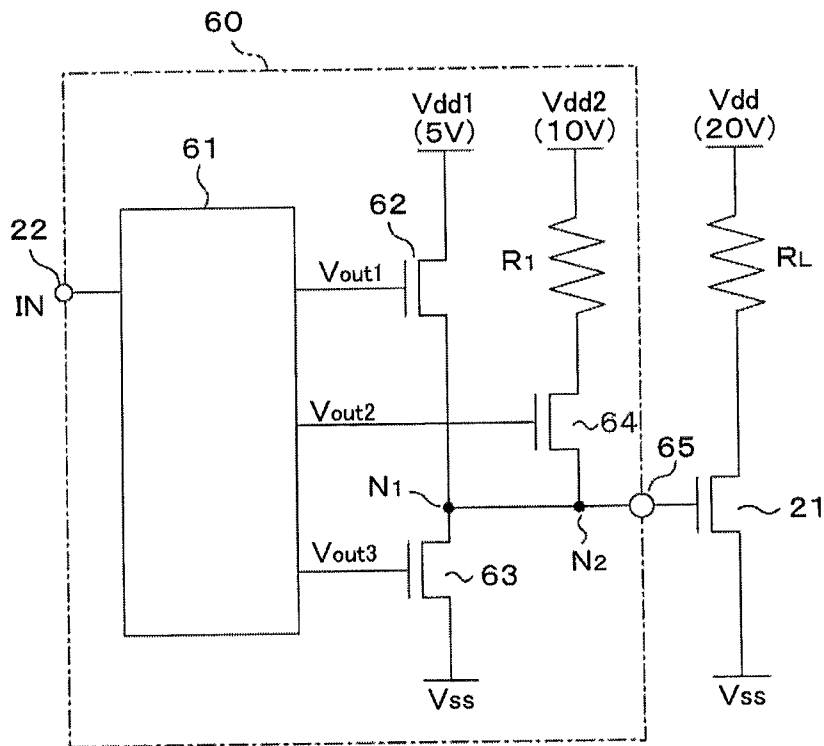 60
Vdd1
(5V)
Vdd2
(10V)
Vdd
(20V)
61
62
22
IN
Vout1
R1
RL
Vout2
64
65
N1
21
N2
Vout3
63
Vss
Vss